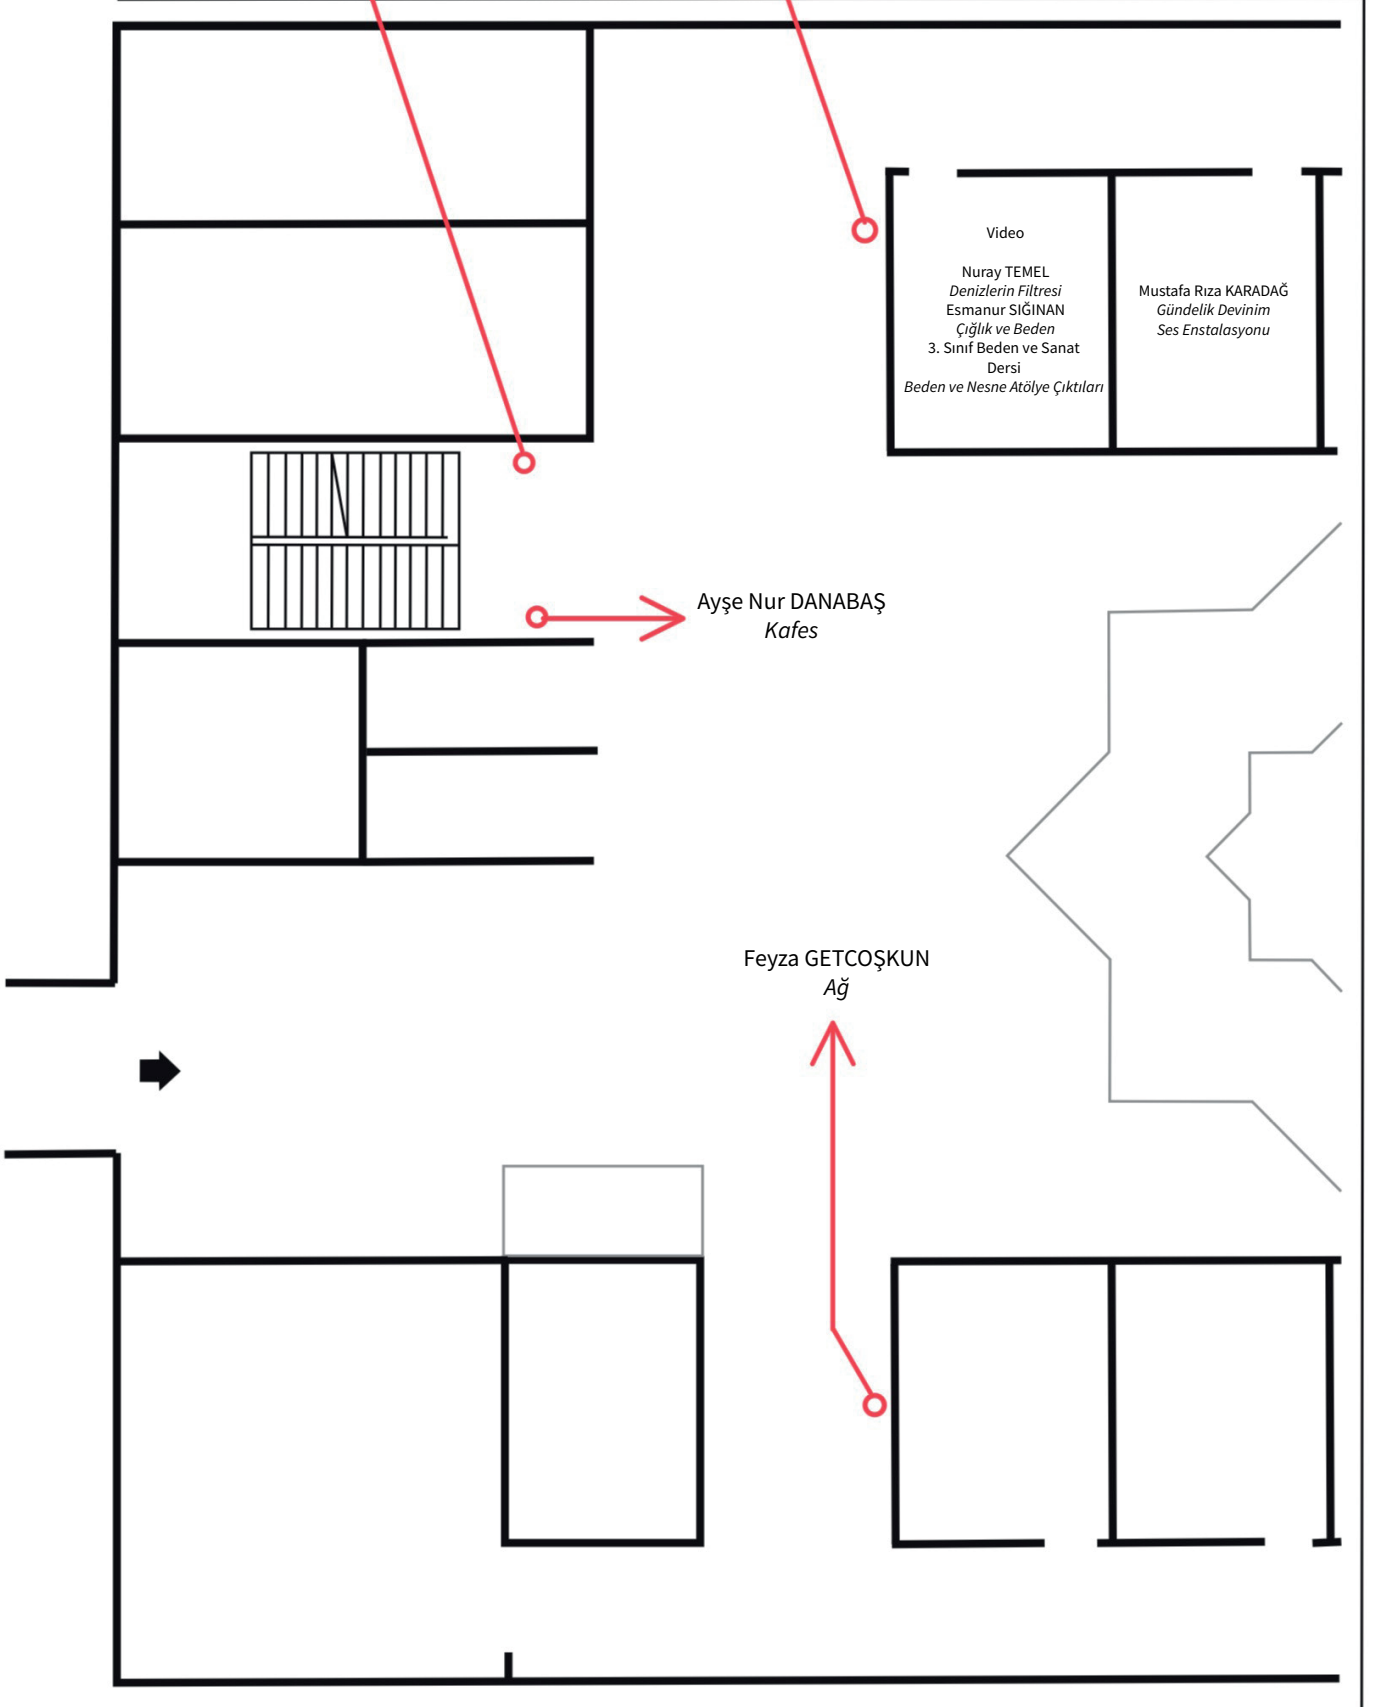 Video
Nuray TEMEL
Denizlerin Filtresi
Esmanur SIĞINAN
Çığlık ve Beden
3. Sınıf Beden ve Sanat
Dersi
Beden ve Nesne Atölye Çıktıları
Mustafa Rıza KARADAĞ
Gündelik Devinim
Ses Enstalasyonu
Ayşe Nur DANABAŞ
Kafes
Feyza GETCOŞKUN
Ağ